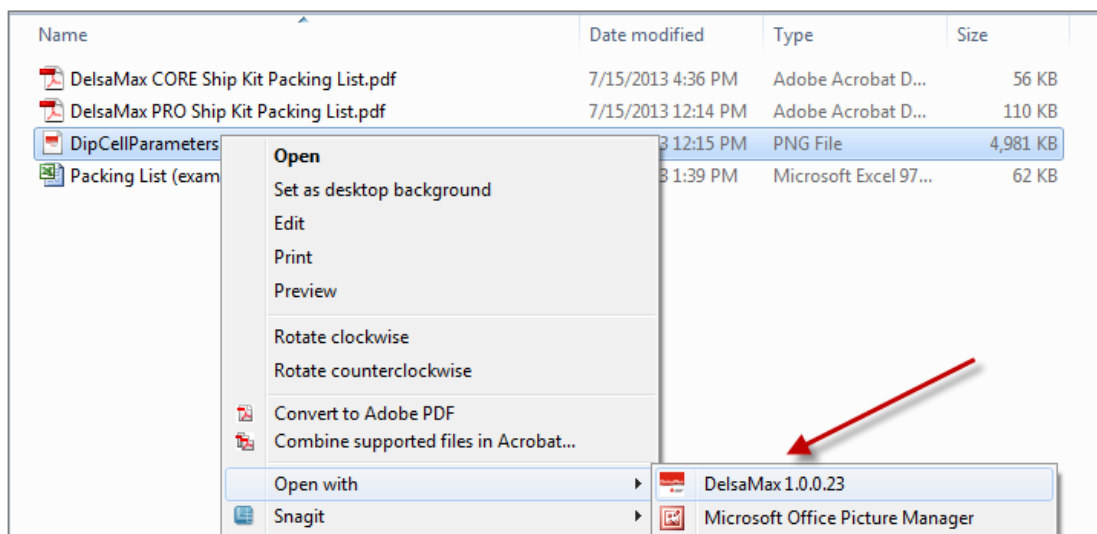 Name Date modified Type Size
DelsaMax CORE Ship Kit Packing List.pdf 7/15/2013 4:36 PM Adobe Acrobat D... 56 KB
DelsaMax PRO Ship Kit Packing List.pdf 7/15/2013 12:14 PM Adobe Acrobat D... 110 KB
DipCellParameters 3 12:15 PM PNG File 4,981 KB
Packing List (exam 3 1:39 PM Microsoft Excel 97... 62 KB
Open
Set as desktop background
Edit
Print
Preview
Rotate clockwise
Rotate counterclockwise
Convert to Adobe PDF
Combine supported files in Acrobat...
Open with DelsaMax 1.0.0.23
Snagit Microsoft Office Picture Manager